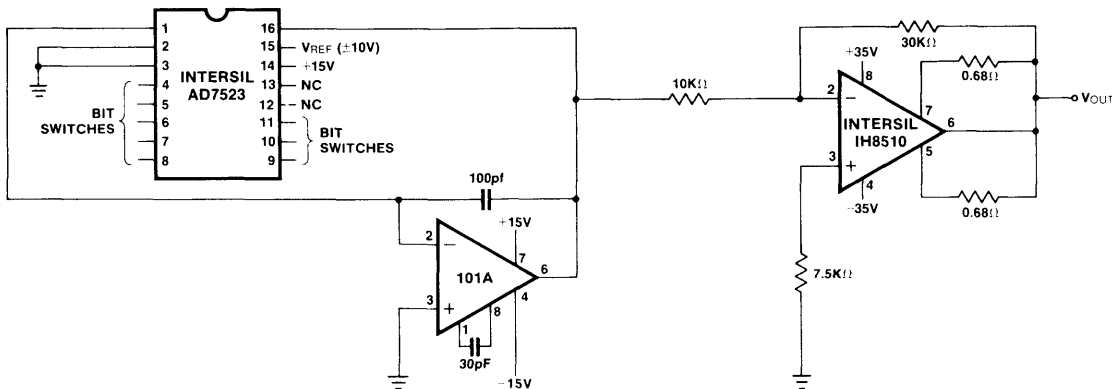 1
2
3
4
5
6
7
8
INTERSIL
AD7523
16
15
14
13
12
11
10
9
VREF (±10V)
+15V
NC
NC
BIT
SWITCHES
BIT
SWITCHES
100pf
+15V
2
−
7
101A
6
3
+
4
8
1
30pF
−15V
10KΩ
30KΩ
+35V
8
0.68Ω
2
−
7
INTERSIL
IH8510
6
VOUT
3
+
5
4
−35V
0.68Ω
7.5KΩ